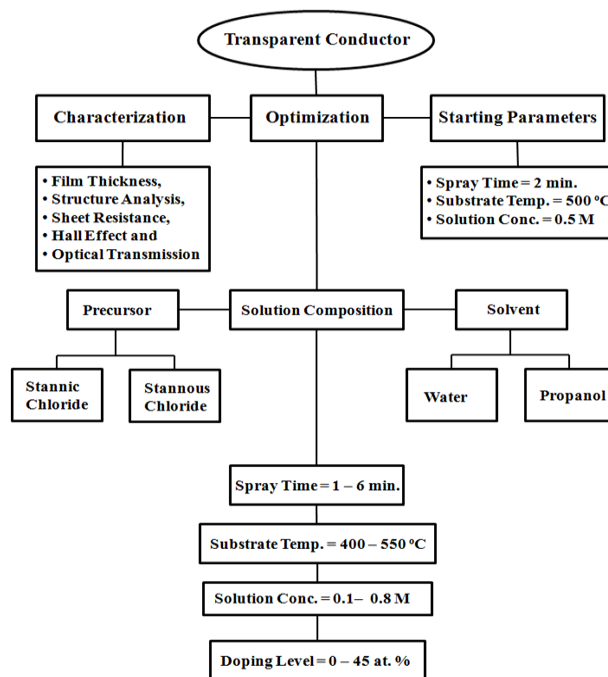 Transparent Conductor
Characterization
Optimization
Starting Parameters
• Film Thickness,
• Structure Analysis,
• Sheet Resistance,
• Hall Effect and
• Optical Transmission
• Spray Time = 2 min.
• Substrate Temp. = 500 ºC
• Solution Conc. = 0.5 M
Precursor
Solution Composition
Solvent
Stannic
Chloride
Stannous
Chloride
Water
Propanol
Spray Time = 1 – 6 min.
Substrate Temp. = 400 – 550 ºC
Solution Conc. = 0.1– 0.8 M
Doping Level = 0 – 45 at. %